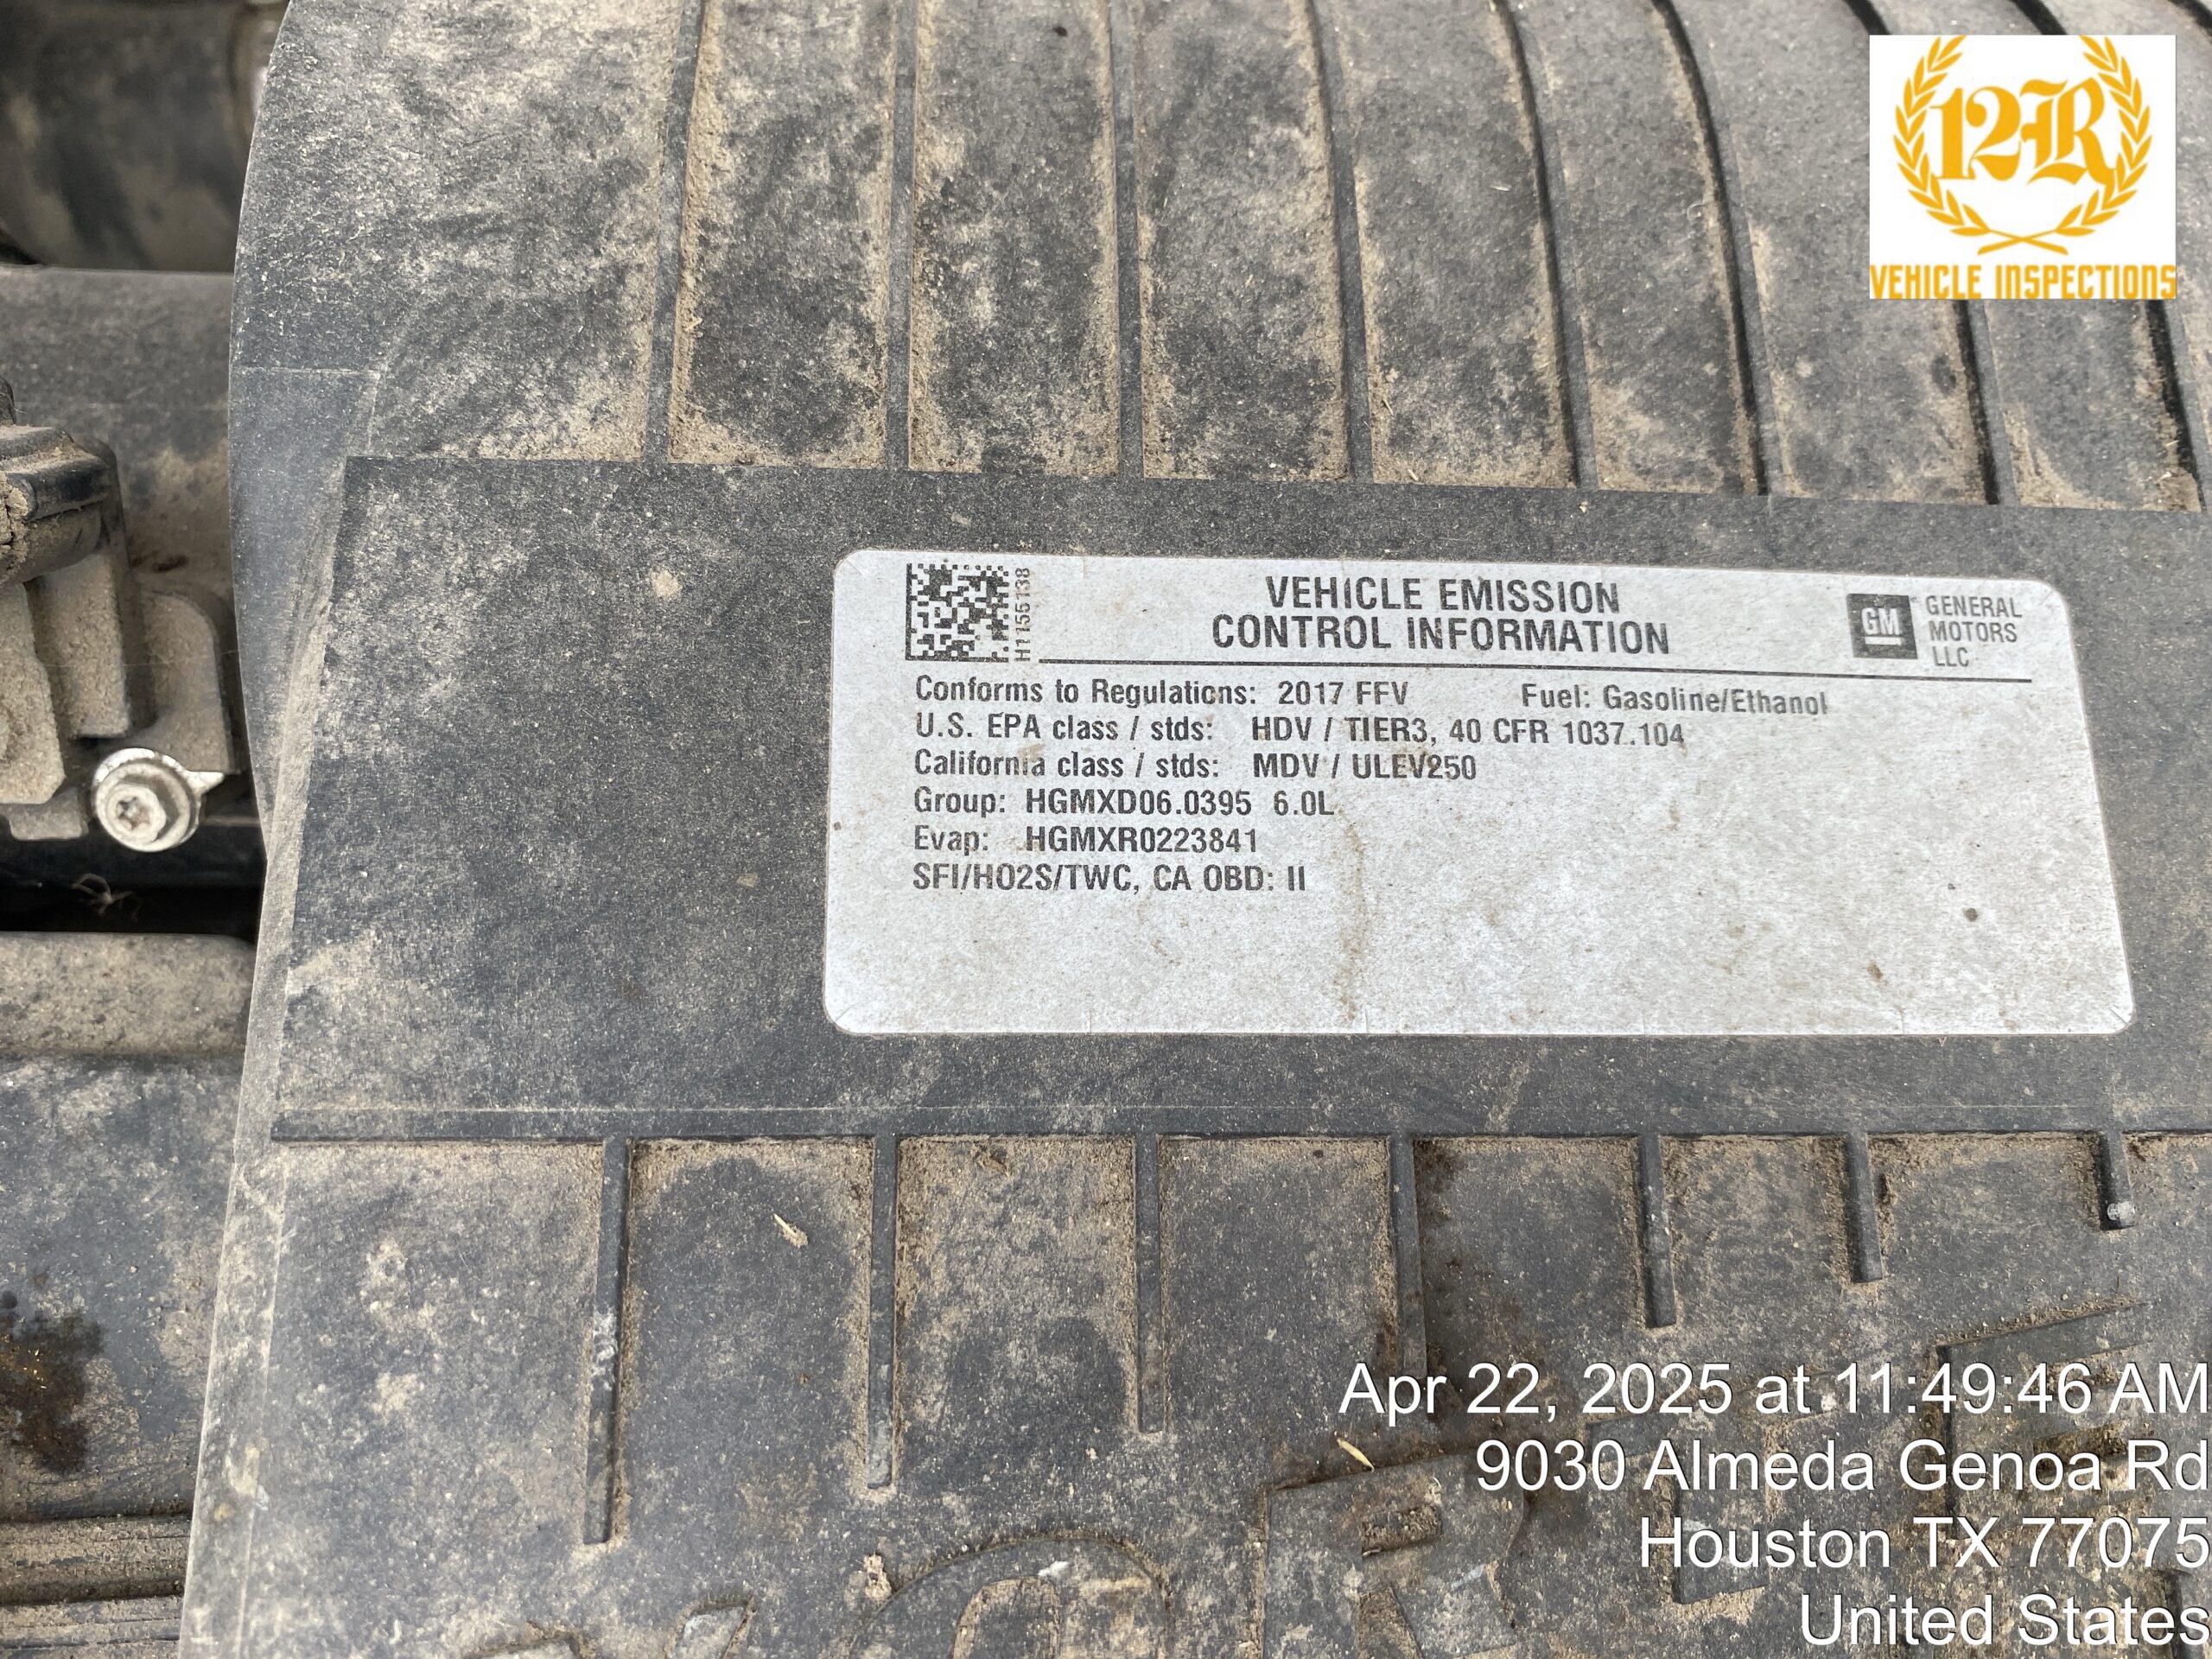 12R
VEHICLE INSPECTIONS
H1155138
VEHICLE EMISSION
CONTROL INFORMATION
GM
GENERAL
MOTORS
LLC
Conforms to Regulations: 2017 FFV Fuel: Gasoline/Ethanol
U.S. EPA class / stds: HDV / TIER3, 40 CFR 1037.104
California class / stds: MDV / ULEV250
Group: HGMXD06.0395 6.0L
Evap: HGMXR0223841
SFI/HO2S/TWC, CA OBD: II
Apr 22, 2025 at 11:49:46 AM
9030 Almeda Genoa Rd
Houston TX 77075
United States